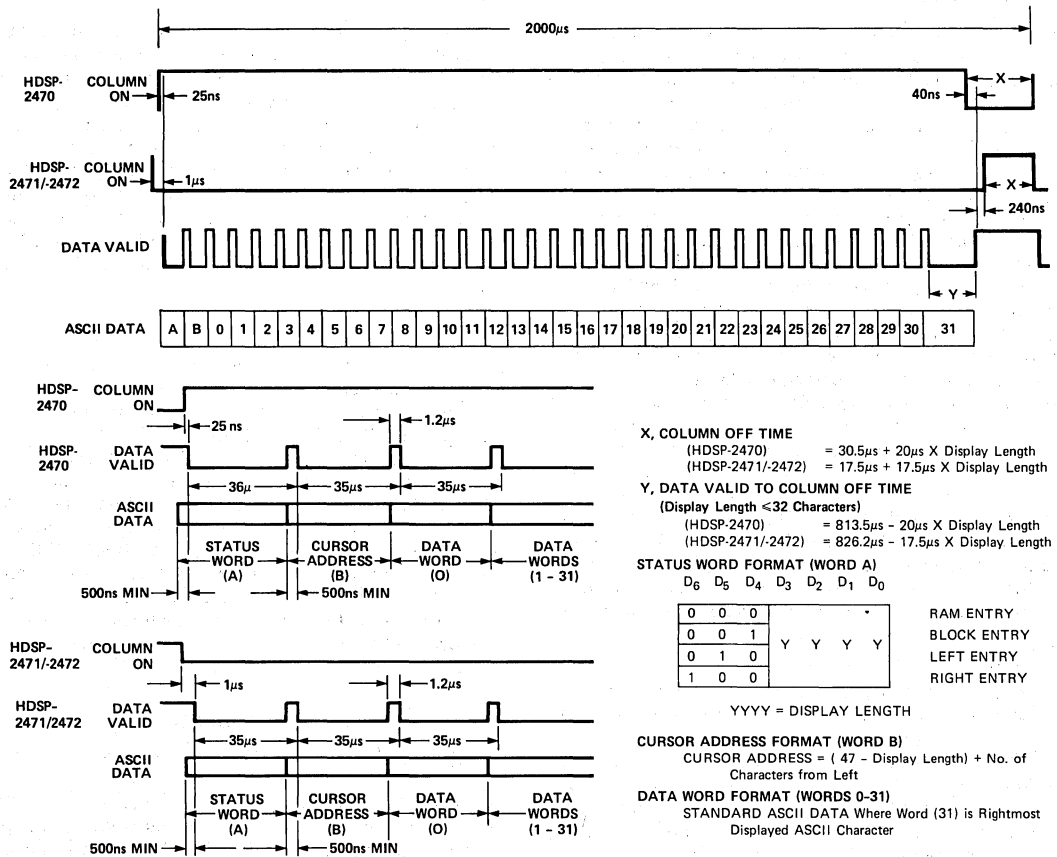 2000µs
HDSP-2470 COLUMN ON
25ns
40ns
X
HDSP-2471/-2472 COLUMN ON
1µs
X
240ns
DATA VALID
Y
ASCII DATA A B 0 1 2 3 4 5 6 7 8 9 10 11 12 13 14 15 16 17 18 19 20 21 22 23 24 25 26 27 28 29 30 31
HDSP-2470 COLUMN ON
25 ns
1.2µs
HDSP-2470 DATA VALID
36µ 35µs 35µs
ASCII DATA
STATUS WORD (A)
CURSOR ADDRESS (B)
DATA WORD (O)
DATA WORDS (1 - 31)
500ns MIN
500ns MIN
HDSP-2471/-2472 COLUMN ON
1µs
1.2µs
HDSP-2471/2472 DATA VALID
35µs 35µs 35µs
ASCII DATA
STATUS WORD (A)
CURSOR ADDRESS (B)
DATA WORD (O)
DATA WORDS (1 - 31)
500ns MIN
500ns MIN
X, COLUMN OFF TIME
(HDSP-2470) = 30.5µs + 20µs X Display Length
(HDSP-2471/-2472) = 17.5µs + 17.5µs X Display Length
Y, DATA VALID TO COLUMN OFF TIME
(Display Length ≤32 Characters)
(HDSP-2470) = 813.5µs - 20µs X Display Length
(HDSP-2471/-2472) = 826.2µs - 17.5µs X Display Length
STATUS WORD FORMAT (WORD A)
D6 D5 D4 D3 D2 D1 D0
0 0 0 RAM ENTRY
0 0 1 Y Y Y Y BLOCK ENTRY
0 1 0 LEFT ENTRY
1 0 0 RIGHT ENTRY
YYYY = DISPLAY LENGTH
CURSOR ADDRESS FORMAT (WORD B)
CURSOR ADDRESS = ( 47 - Display Length) + No. of
Characters from Left
DATA WORD FORMAT (WORDS 0-31)
STANDARD ASCII DATA Where Word (31) is Rightmost
Displayed ASCII Character